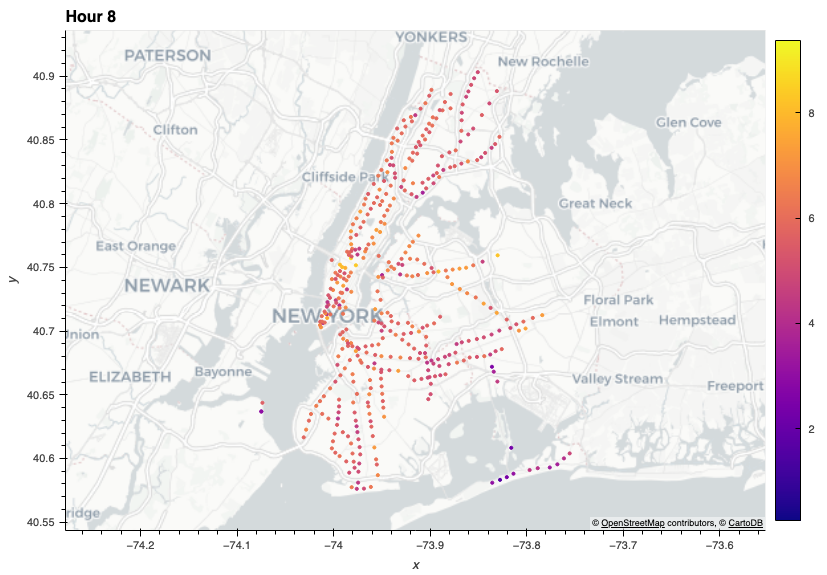 Hour 8
YONKERS
PATERSON
New Rochelle
40.9
8
Glen Cove
Clifton
40.85
Cliffside Park
Great Neck
40.8
6
East Orange
40.75
NEWARK
Floral Park
NEW YORK
Elmont
Hempstead
4
Union
40.7
Bayonne
ELIZABETH
Valley Stream
Freeport
40.65
2
40.6
ridge
40.55
© OpenStreetMap contributors, © CartoDB
−74.2
−74.1
−74
−73.9
−73.8
−73.7
−73.6
x
y